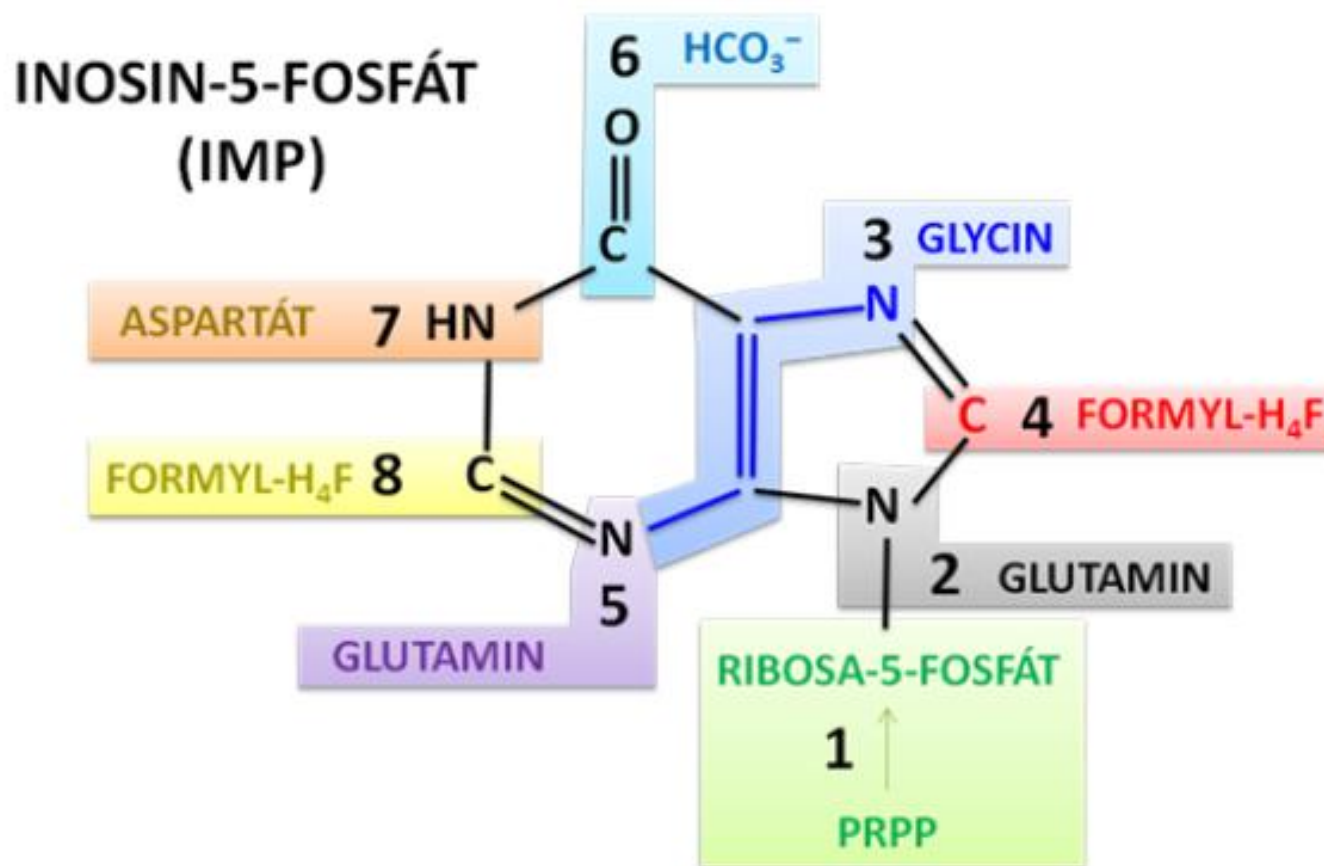 INOSIN-5-FOSFÁT
(IMP)
6 HCO₃⁻
O
C
3 GLYCIN
N
ASPARTÁT 7 HN
C 4 FORMYL-H₄F
FORMYL-H₄F 8 C
N
N
5
2 GLUTAMIN
GLUTAMIN
RIBOSA-5-FOSFÁT
1
PRPP